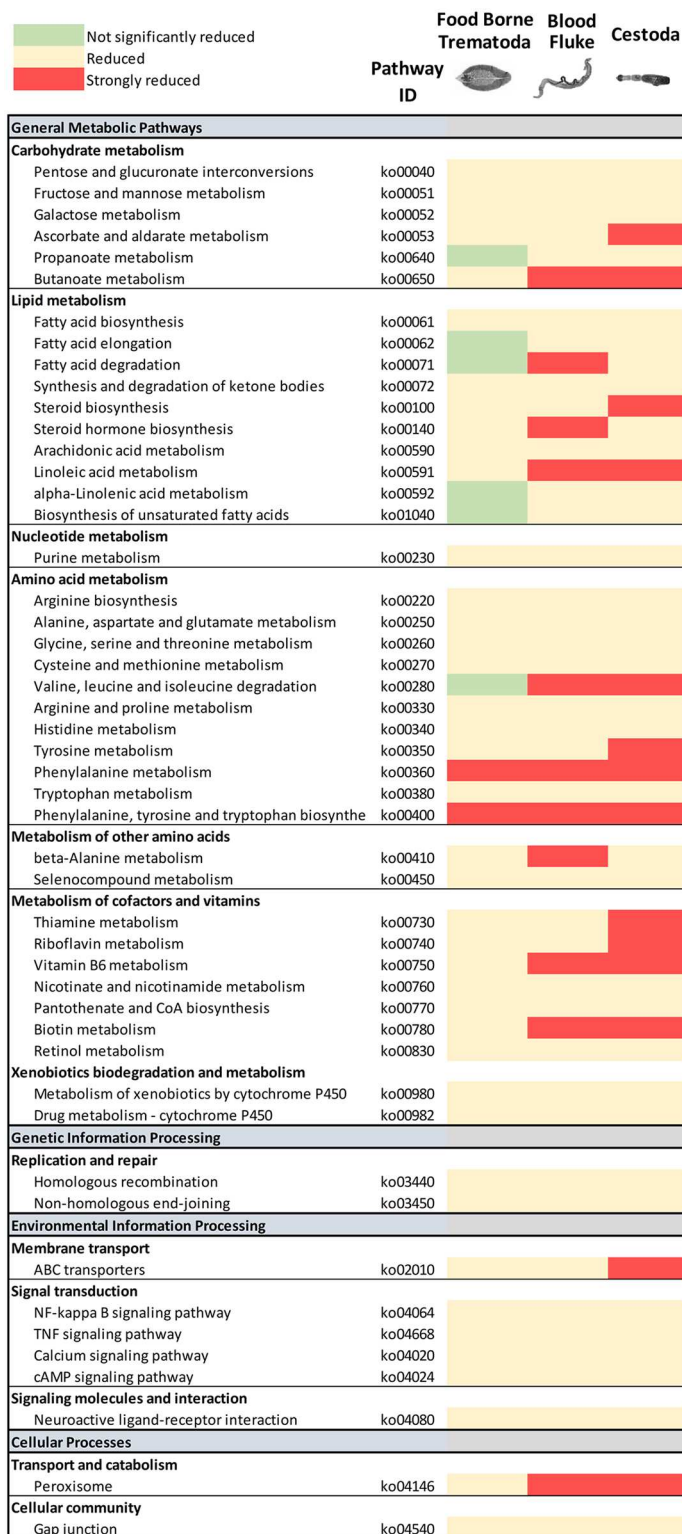 Not significantly reduced
Reduced
Strongly reduced
Pathway ID
Food Borne Trematoda
Blood Fluke
Cestoda
General Metabolic Pathways
Carbohydrate metabolism
Pentose and glucuronate interconversions ko00040
Fructose and mannose metabolism ko00051
Galactose metabolism ko00052
Ascorbate and aldarate metabolism ko00053
Propanoate metabolism ko00640
Butanoate metabolism ko00650
Lipid metabolism
Fatty acid biosynthesis ko00061
Fatty acid elongation ko00062
Fatty acid degradation ko00071
Synthesis and degradation of ketone bodies ko00072
Steroid biosynthesis ko00100
Steroid hormone biosynthesis ko00140
Arachidonic acid metabolism ko00590
Linoleic acid metabolism ko00591
alpha-Linolenic acid metabolism ko00592
Biosynthesis of unsaturated fatty acids ko01040
Nucleotide metabolism
Purine metabolism ko00230
Amino acid metabolism
Arginine biosynthesis ko00220
Alanine, aspartate and glutamate metabolism ko00250
Glycine, serine and threonine metabolism ko00260
Cysteine and methionine metabolism ko00270
Valine, leucine and isoleucine degradation ko00280
Arginine and proline metabolism ko00330
Histidine metabolism ko00340
Tyrosine metabolism ko00350
Phenylalanine metabolism ko00360
Tryptophan metabolism ko00380
Phenylalanine, tyrosine and tryptophan biosynthe ko00400
Metabolism of other amino acids
beta-Alanine metabolism ko00410
Selenocompound metabolism ko00450
Metabolism of cofactors and vitamins
Thiamine metabolism ko00730
Riboflavin metabolism ko00740
Vitamin B6 metabolism ko00750
Nicotinate and nicotinamide metabolism ko00760
Pantothenate and CoA biosynthesis ko00770
Biotin metabolism ko00780
Retinol metabolism ko00830
Xenobiotics biodegradation and metabolism
Metabolism of xenobiotics by cytochrome P450 ko00980
Drug metabolism - cytochrome P450 ko00982
Genetic Information Processing
Replication and repair
Homologous recombination ko03440
Non-homologous end-joining ko03450
Environmental Information Processing
Membrane transport
ABC transporters ko02010
Signal transduction
NF-kappa B signaling pathway ko04064
TNF signaling pathway ko04668
Calcium signaling pathway ko04020
cAMP signaling pathway ko04024
Signaling molecules and interaction
Neuroactive ligand-receptor interaction ko04080
Cellular Processes
Transport and catabolism
Peroxisome ko04146
Cellular community
Gap junction ko04540